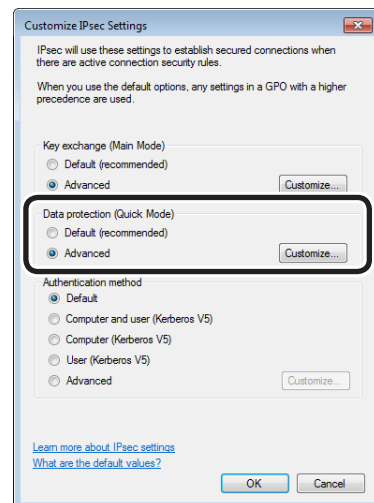 Customize IPsec Settings
IPsec will use these settings to establish secured connections when
there are active connection security rules.
When you use the default options, any settings in a GPO with a higher
precedence are used.
Key exchange (Main Mode)
Default (recommended)
Advanced
Customize...
Data protection (Quick Mode)
Default (recommended)
Advanced
Customize...
Authentication method
Default
Computer and user (Kerberos V5)
Computer (Kerberos V5)
User (Kerberos V5)
Advanced
Customize...
Learn more about IPsec settings
What are the default values?
OK
Cancel